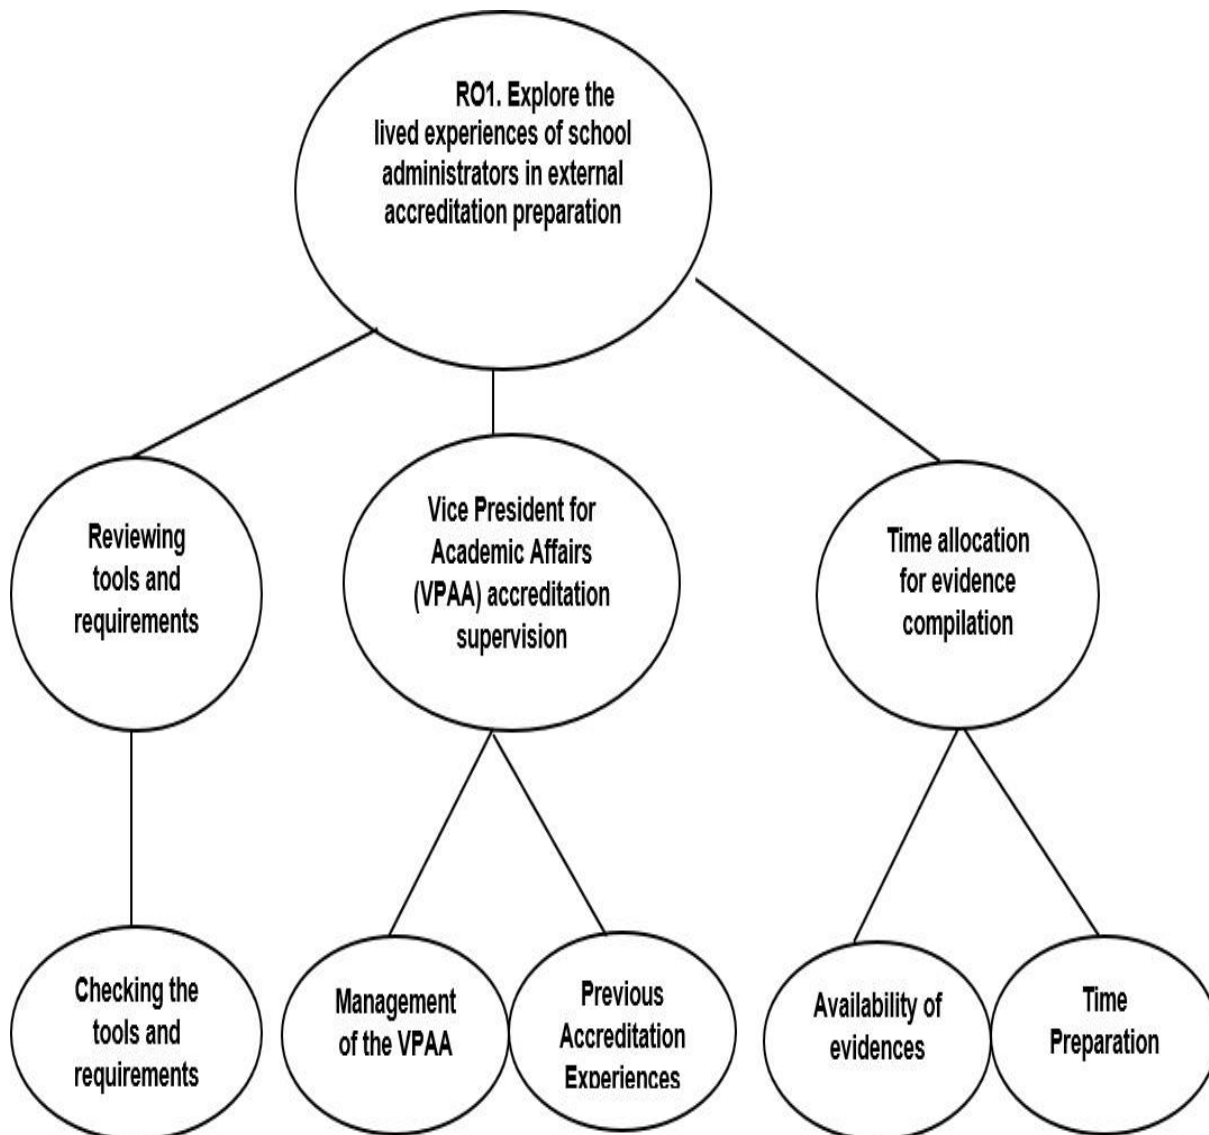 RO1. Explore the
lived experiences of school
administrators in external
accreditation preparation
Reviewing
tools and
requirements
Vice President for
Academic Affairs
(VPAA) accreditation
supervision
Time allocation
for evidence
compilation
Checking the
tools and
requirements
Management
of the VPAA
Previous
Accreditation
Experiences
Availability of
evidences
Time
Preparation